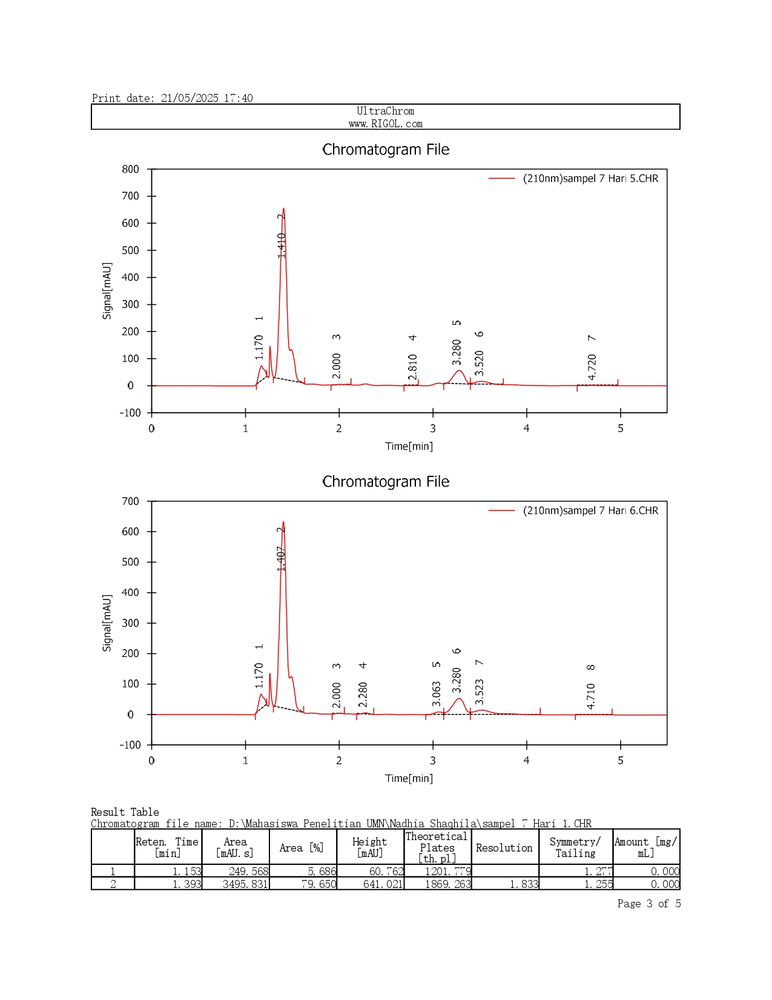 Print date: 21/05/2025 17:40
UltraChrom
www.RIGOL.com
Chromatogram File
(210nm)sampel 7 Hari 5.CHR
800
700
600
500
400
300
200
100
0
-100
Signal[mAU]
1.170 1
1.410 2
2.000 3
2.810 4
3.280 5
3.520 6
4.720 7
0 1 2 3 4 5
Time[min]
Chromatogram File
(210nm)sampel 7 Hari 6.CHR
700
600
500
400
300
200
100
0
-100
Signal[mAU]
1.170 1
1.407 2
2.000 3
2.280 4
3.063 5
3.280 6
3.523 7
4.710 8
0 1 2 3 4 5
Time[min]
Result Table
Chromatogram file name: D:\Mahasiswa Penelitian UMN\Nadhia Shaqhila\sampel 7 Hari 1.CHR
Reten. Time [min] Area [mAU.s] Area [%] Height [mAU] Theoretical Plates [th.pl] Resolution Symmetry/ Tailing Amount [mg/ mL]
1 1.153 249.568 5.686 60.762 1201.779 1.277 0.000
2 1.393 3495.831 79.650 641.021 1869.263 1.833 1.255 0.000
Page 3 of 5